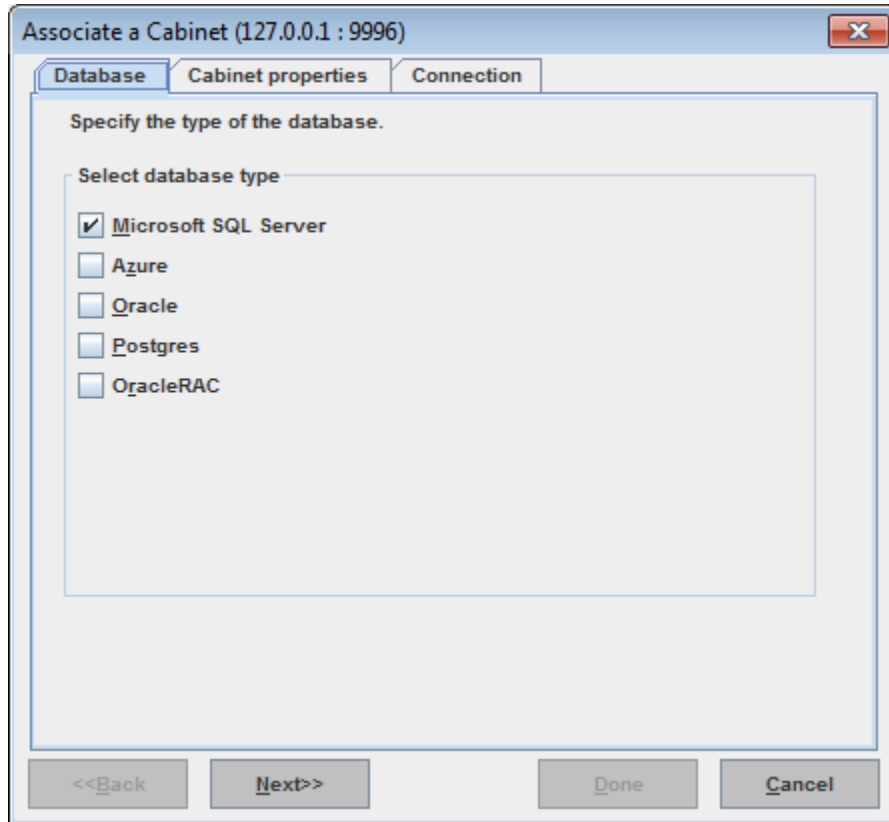 Associate a Cabinet (127.0.0.1 : 9996)
Database Cabinet properties Connection
Specify the type of the database.
Select database type
Microsoft SQL Server
Azure
Oracle
Postgres
OracleRAC
<<Back Next>> Done Cancel